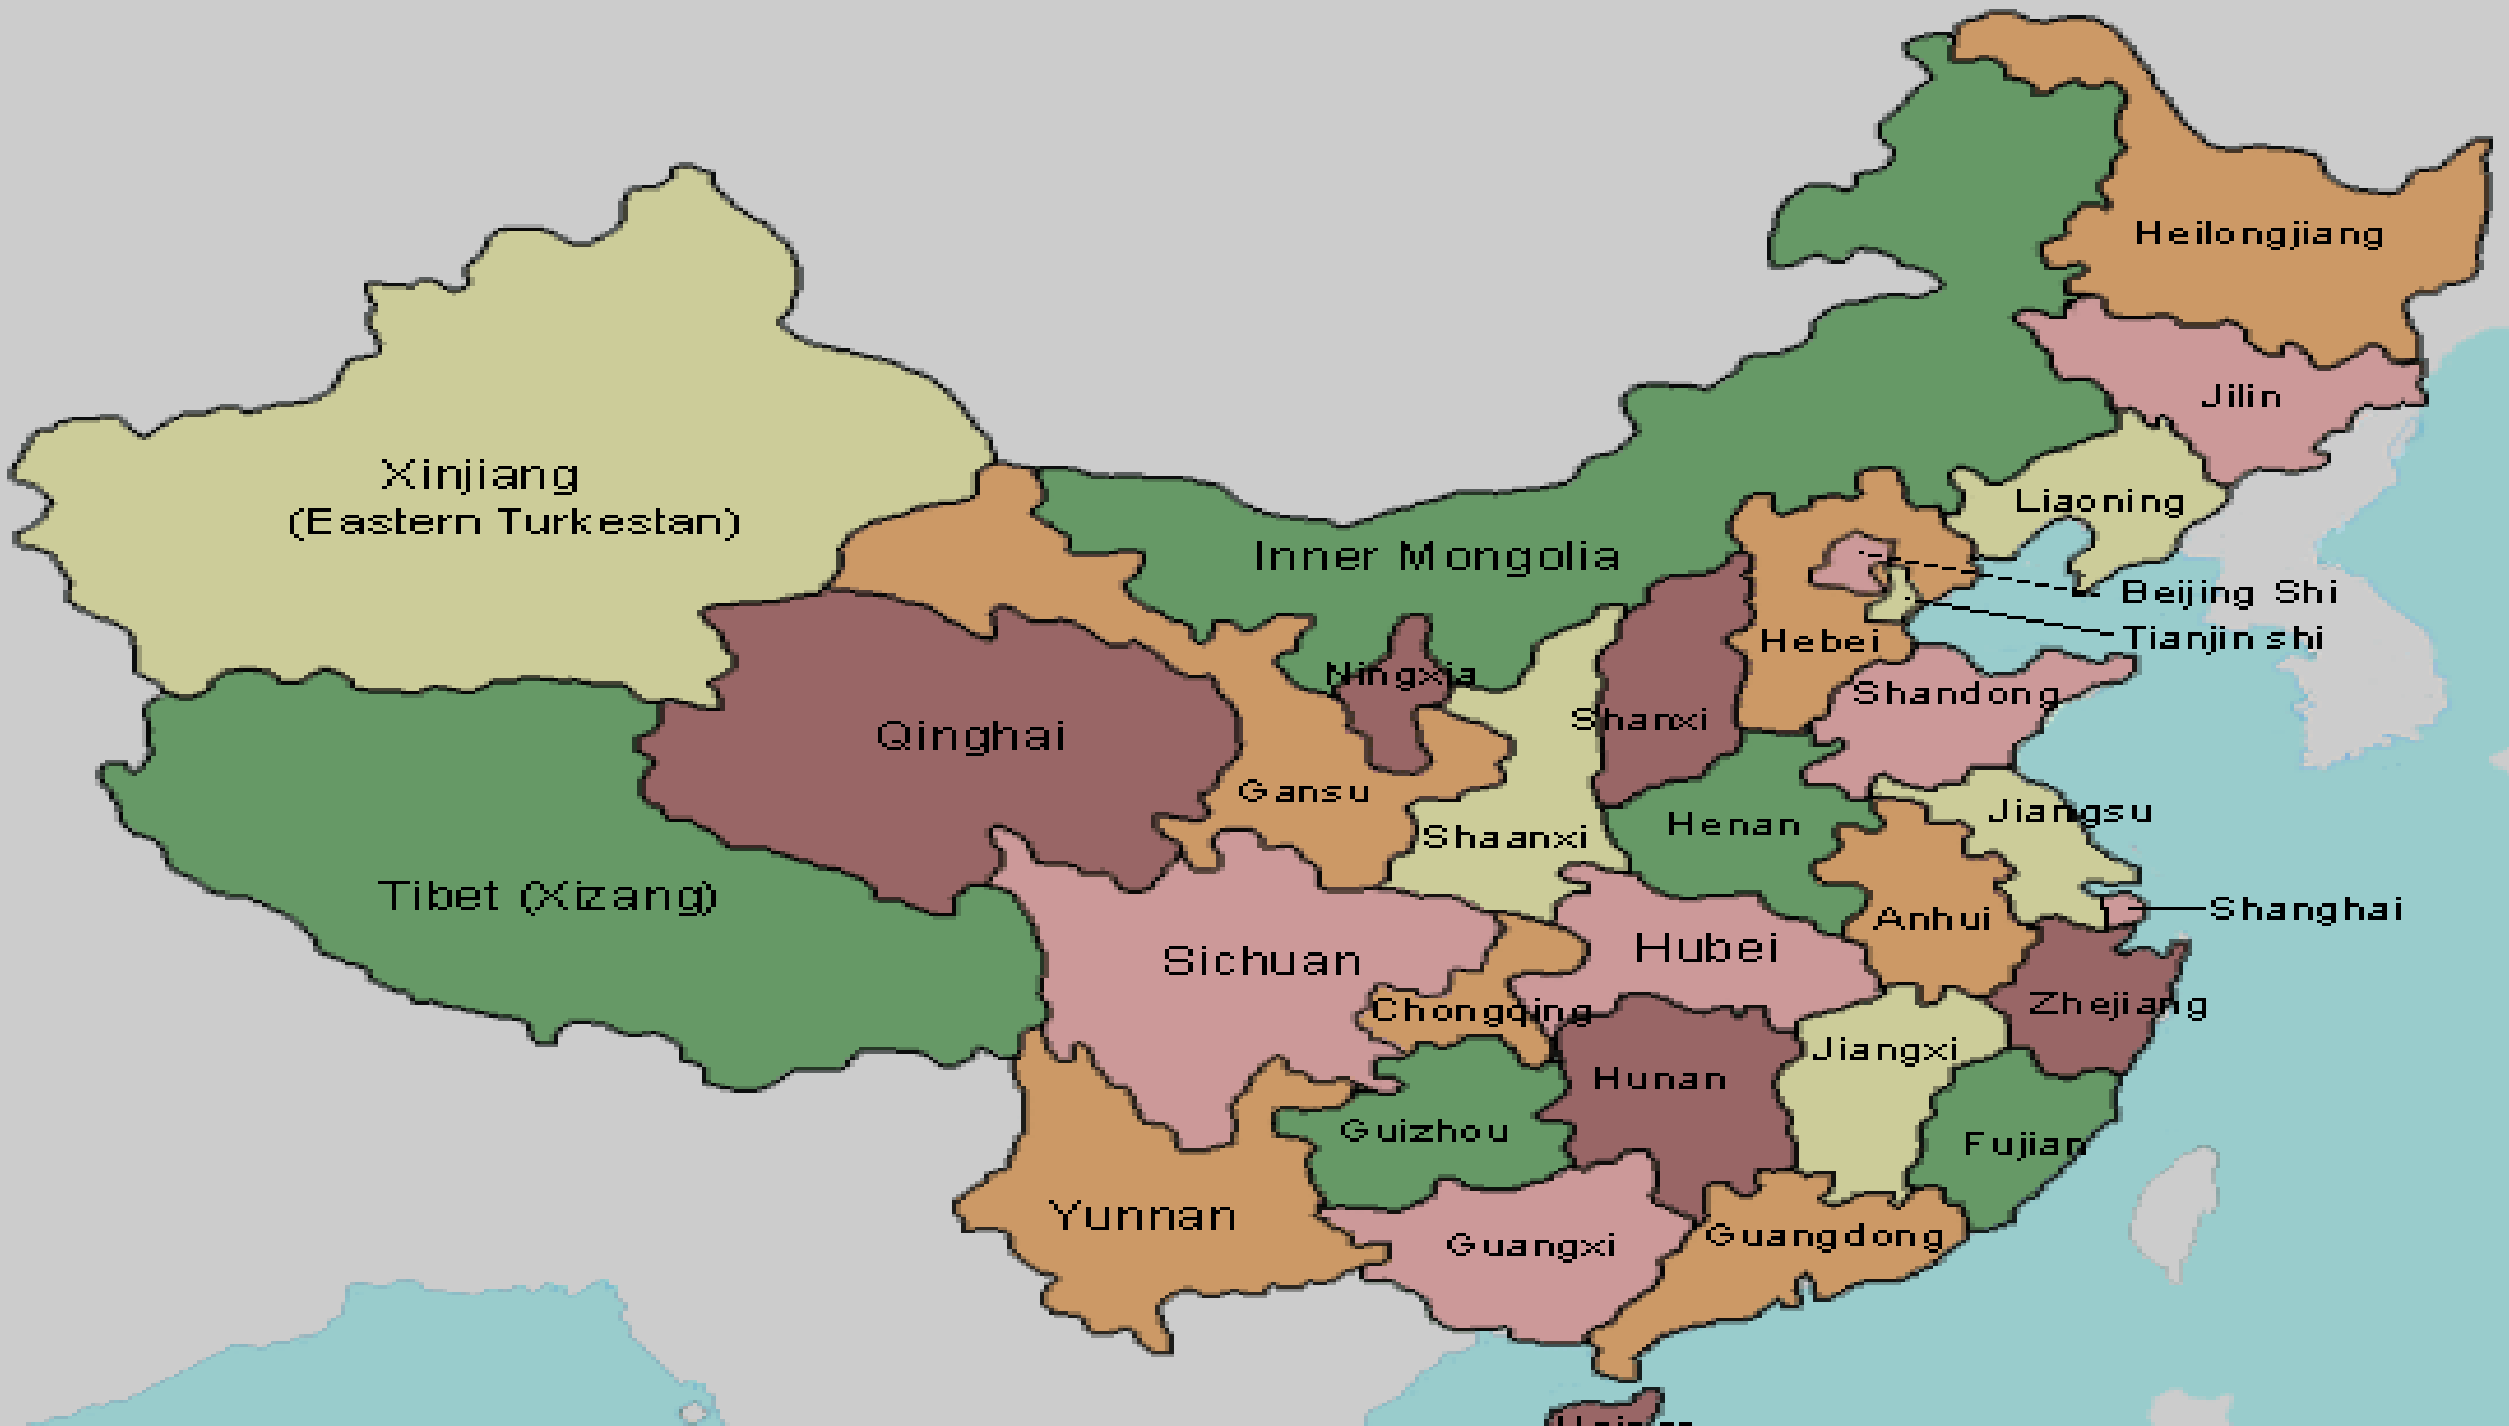 Heilongjiang
Jilin
Xinjiang
(Eastern Turkestan)
Liaoning
Inner Mongolia
Beijing Shi
Tianjin shi
Hebei
Ningxia
Shandong
Shanxi
Qinghai
Gansu
Jiangsu
Henan
Shaanxi
Tibet (Xizang)
Shanghai
Anhui
Hubei
Sichuan
Zhejiang
Chongqing
Jiangxi
Hunan
Guizhou
Fujian
Yunnan
Guangdong
Guangxi